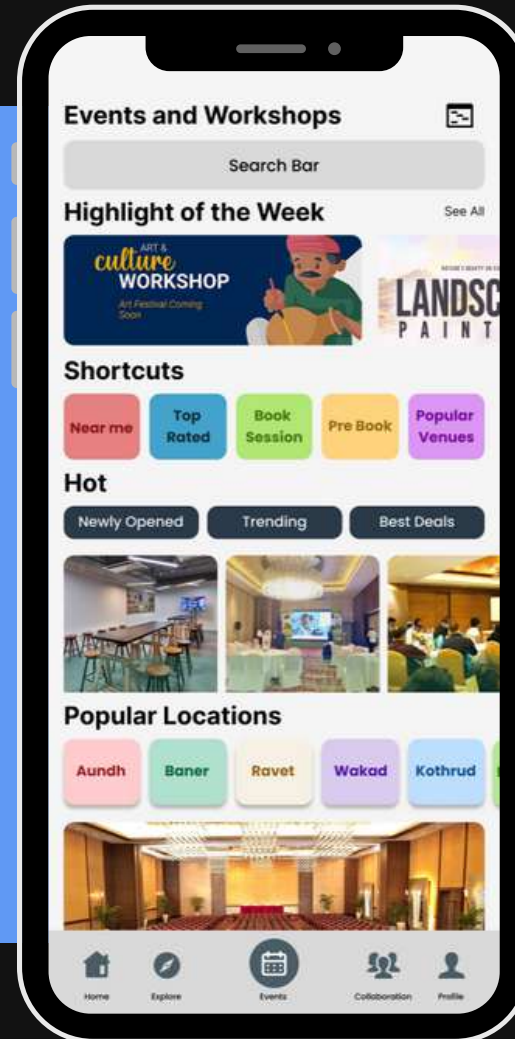 Events and Workshops
Search Bar
Highlight of the Week
See All
ART &
culture
WORKSHOP
Art Festival Coming
Soon
LANDSC
PAINT
Shortcuts
Near me
Top
Rated
Book
Session
Pre Book
Popular
Venues
Hot
Newly Opened
Trending
Best Deals
Popular Locations
Aundh
Baner
Ravet
Wakad
Kothrud
Home
Explore
Events
Collaboration
Profile